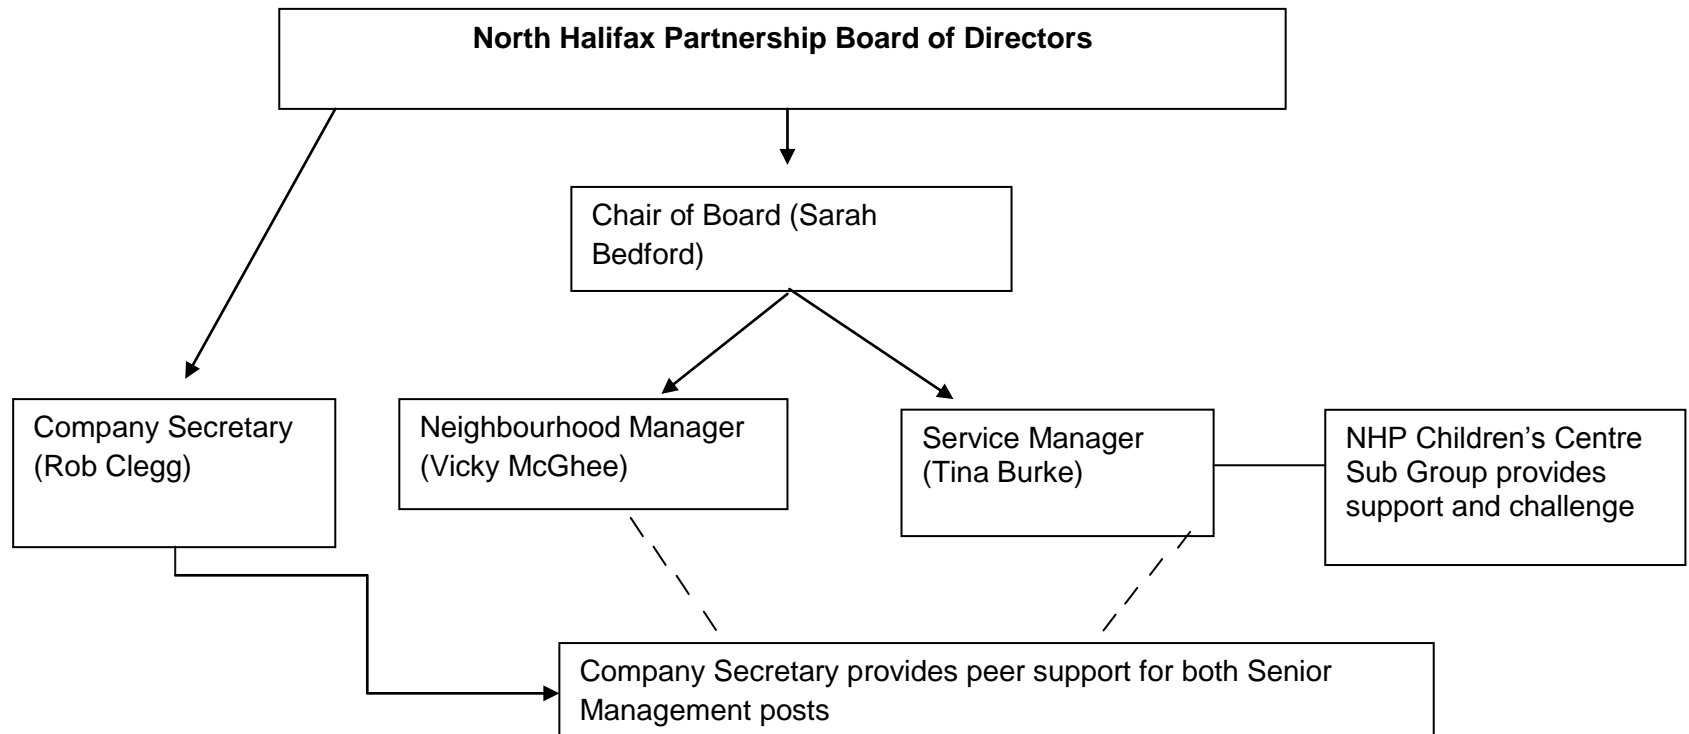 North Halifax Partnership Board of Directors
Chair of Board (Sarah
Bedford)
Company Secretary
(Rob Clegg)
Neighbourhood Manager
(Vicky McGhee)
Service Manager
(Tina Burke)
NHP Children’s Centre
Sub Group provides
support and challenge
Company Secretary provides peer support for both Senior
Management posts